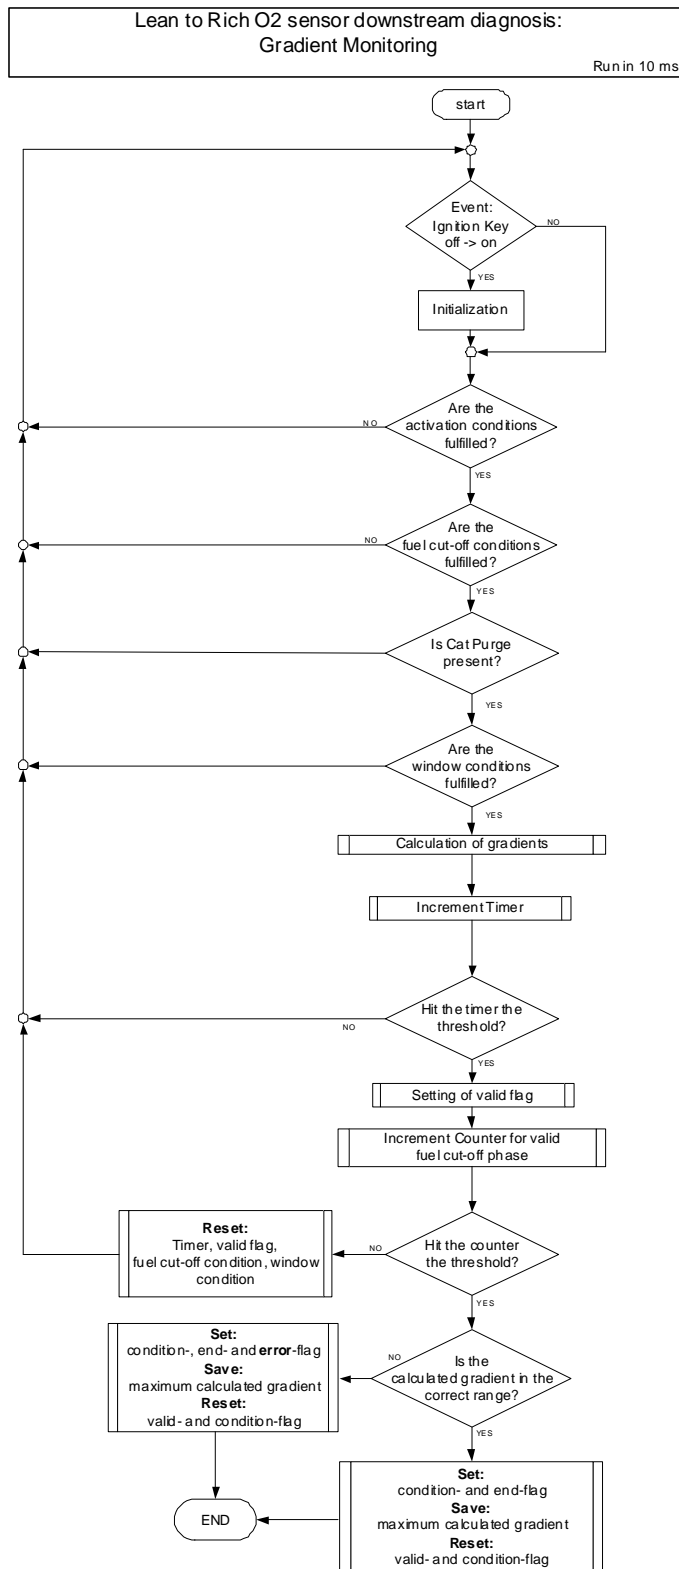 Lean to Rich O2 sensor downstream diagnosis:
Gradient Monitoring
Run in 10 ms
start
Event:
Ignition Key
off -> on
NO
YES
Initialization
Are the
activation conditions
fulfilled?
NO
YES
Are the
fuel cut-off conditions
fulfilled?
NO
YES
Is Cat Purge
present?
YES
Are the
window conditions
fulfilled?
YES
Calculation of gradients
Increment Timer
Hit the timer the
threshold?
NO
YES
Setting of valid flag
Increment Counter for valid
fuel cut-off phase
Reset:
Timer, valid flag,
fuel cut-off condition, window
condition
NO
Hit the counter
the threshold?
YES
Set:
condition-, end- and error-flag
Save:
maximum calculated gradient
Reset:
valid- and condition-flag
NO
Is the
calculated gradient in the
correct range?
YES
Set:
condition- and end-flag
Save:
maximum calculated gradient
Reset:
valid- and condition-flag
END